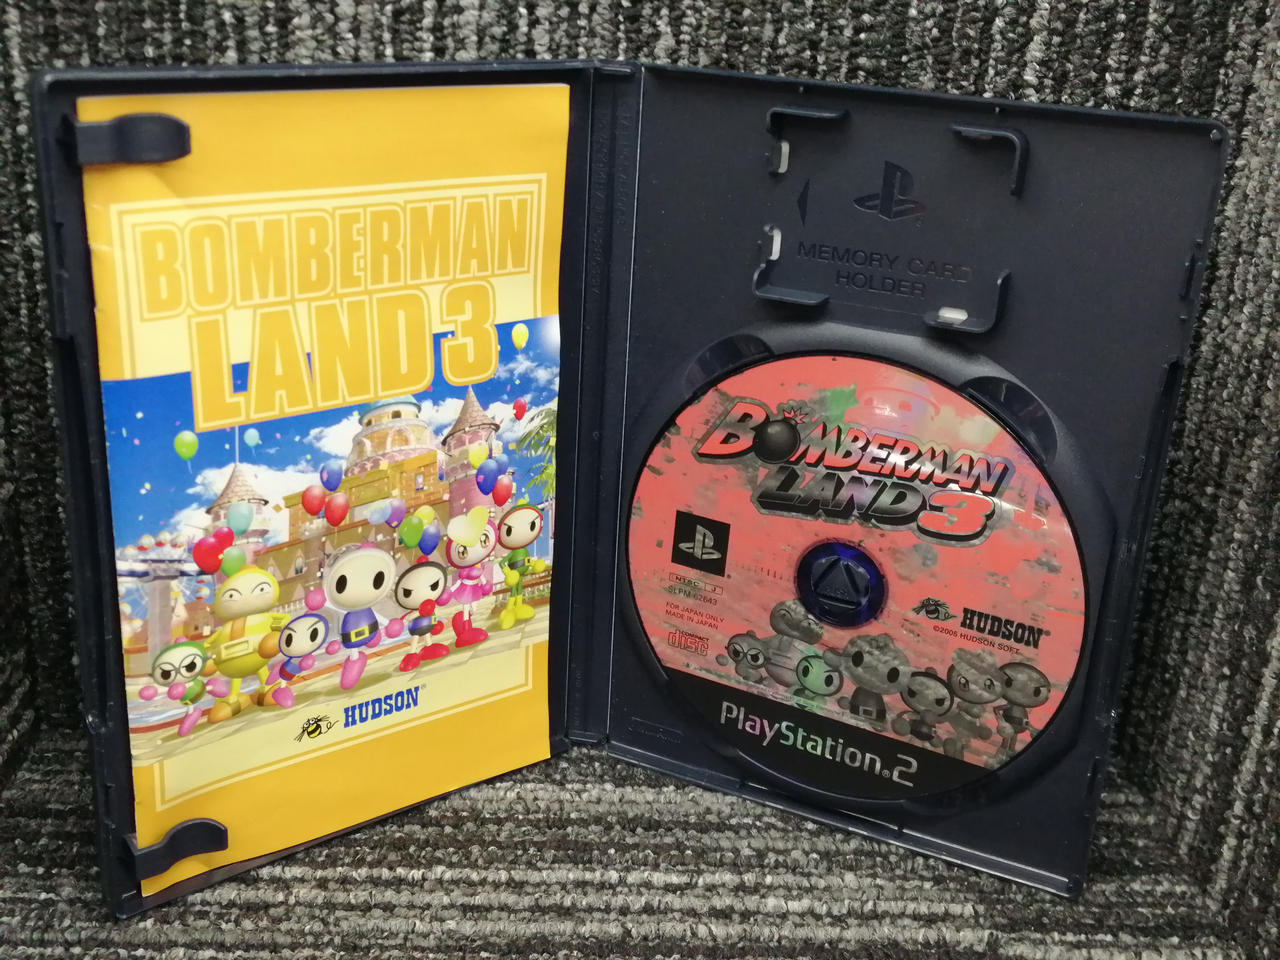 BOMBERMAN
LAND 3
HUDSON®
MEMORY CARD
HOLDER
BOMBERMAN
LAND 3
NTSC J
SLPM 62643
FOR JAPAN ONLY
MADE IN JAPAN
COMPACT
disc
HUDSON®
©2005 HUDSON SOFT
PlayStation®2